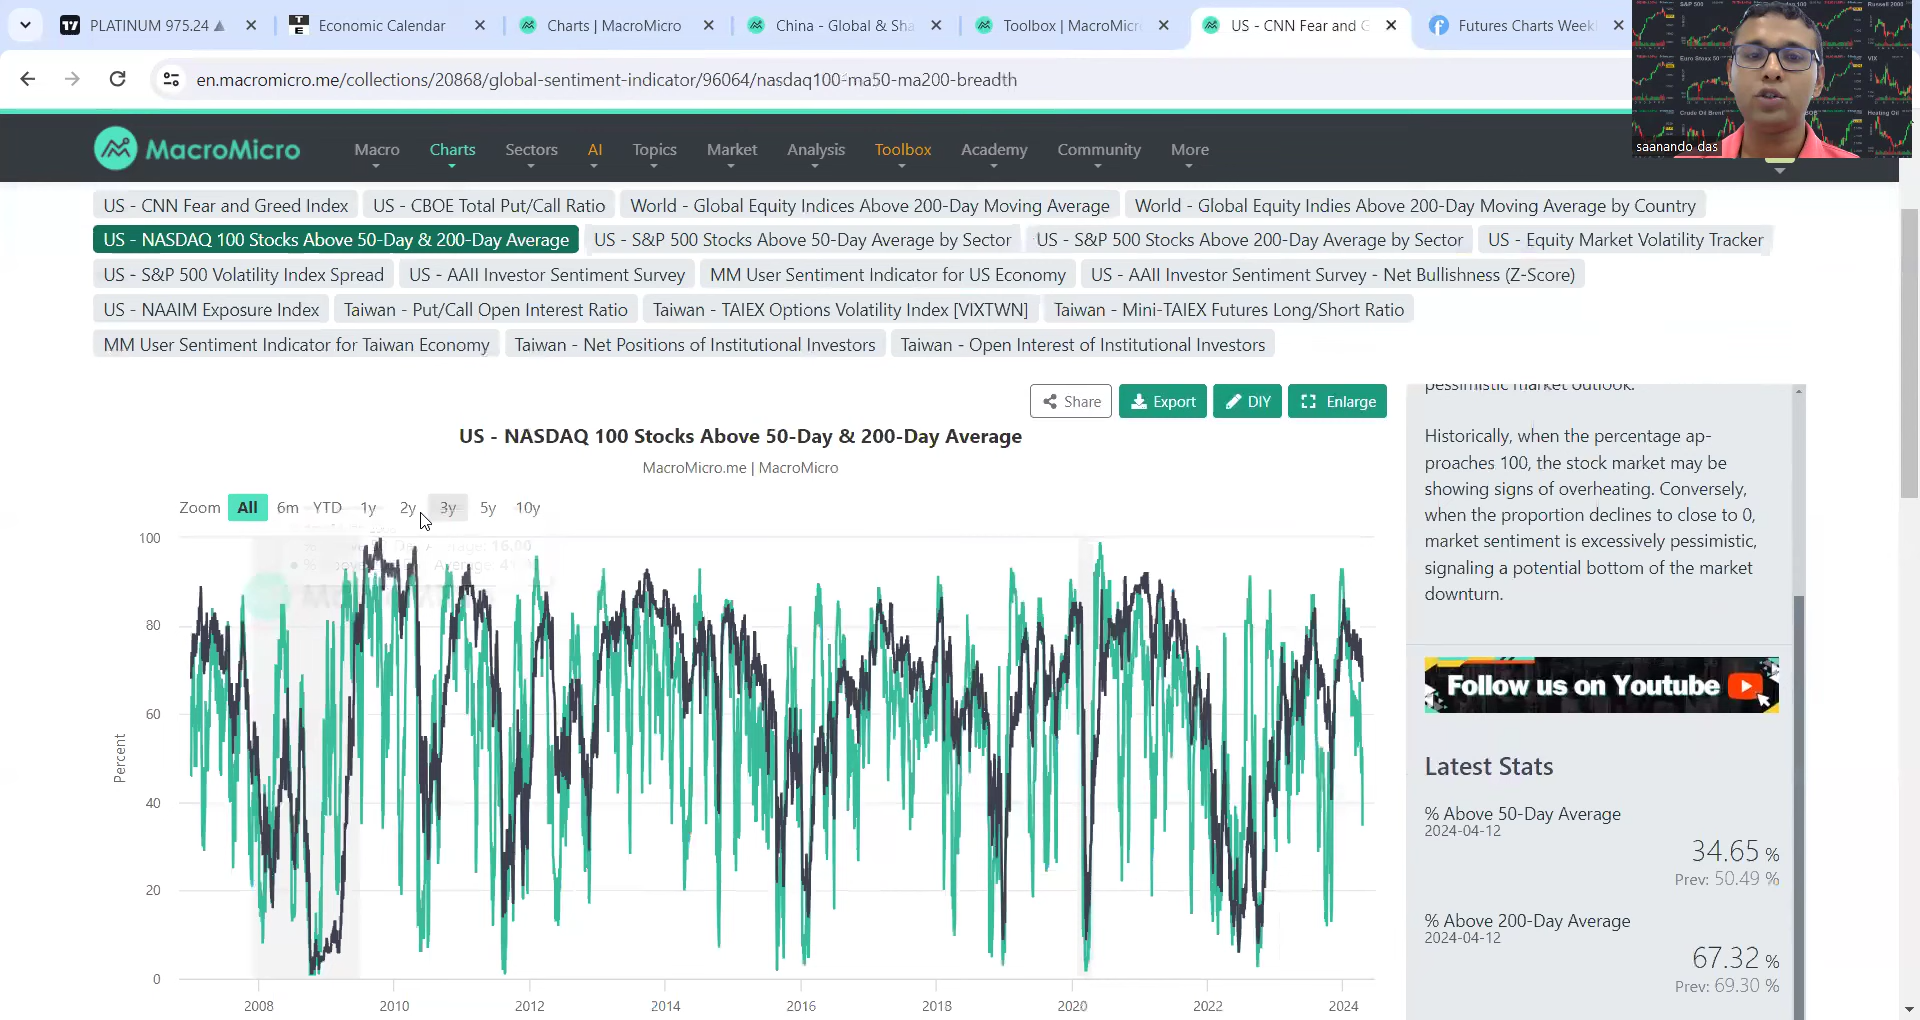 PLATINUM 975.24
Economic Calendar
Charts | MacroMicro
China - Global & Sha
Toolbox | MacroMicr
US - CNN Fear and G
Futures Charts Week
en.macromicro.me/collections/20868/global-sentiment-indicator/96064/nasdaq100-ma50-ma200-breadth
saanando das
MacroMicro
Macro
Charts
Sectors
AI
Topics
Market
Analysis
Toolbox
Academy
Community
More
US - CNN Fear and Greed Index
US - CBOE Total Put/Call Ratio
World - Global Equity Indices Above 200-Day Moving Average
World - Global Equity Indies Above 200-Day Moving Average by Country
US - NASDAQ 100 Stocks Above 50-Day & 200-Day Average
US - S&P 500 Stocks Above 50-Day Average by Sector
US - S&P 500 Stocks Above 200-Day Average by Sector
US - Equity Market Volatility Tracker
US - S&P 500 Volatility Index Spread
US - AAII Investor Sentiment Survey
MM User Sentiment Indicator for US Economy
US - AAII Investor Sentiment Survey - Net Bullishness (Z-Score)
US - NAAIM Exposure Index
Taiwan - Put/Call Open Interest Ratio
Taiwan - TAIEX Options Volatility Index [VIXTWN]
Taiwan - Mini-TAIEX Futures Long/Short Ratio
MM User Sentiment Indicator for Taiwan Economy
Taiwan - Net Positions of Institutional Investors
Taiwan - Open Interest of Institutional Investors
Share
Export
DIY
Enlarge
US - NASDAQ 100 Stocks Above 50-Day & 200-Day Average
MacroMicro.me | MacroMicro
Zoom All 6m YTD 1y 2y 3y 5y 10y
100
80
60
40
20
0
Percent
2008
2010
2012
2014
2016
2018
2020
2022
2024
pessimistic market outlook.
Historically, when the percentage ap-
proaches 100, the stock market may be
showing signs of overheating. Conversely,
when the proportion declines to close to 0,
market sentiment is excessively pessimistic,
signaling a potential bottom of the market
downturn.
Follow us on Youtube
Latest Stats
% Above 50-Day Average
2024-04-12
34.65 %
Prev: 50.49 %
% Above 200-Day Average
2024-04-12
67.32 %
Prev: 69.30 %